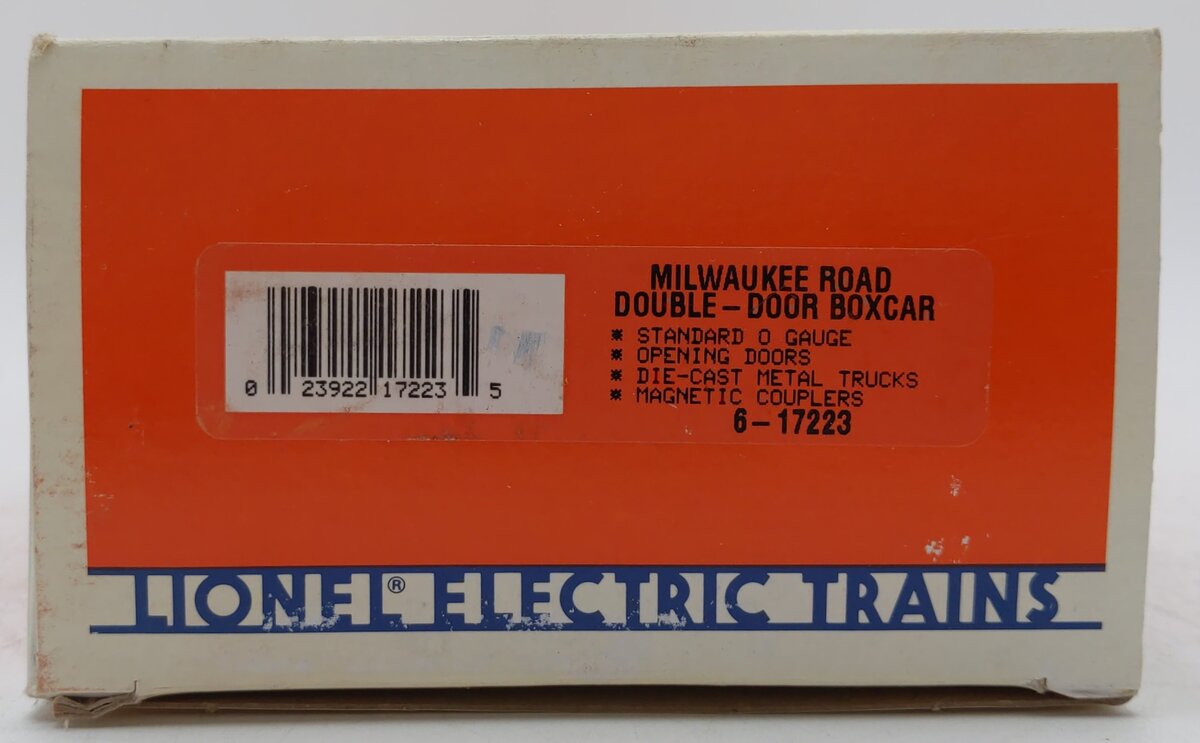 MILWAUKEE ROAD
DOUBLE-DOOR BOXCAR
* STANDARD O GAUGE
* OPENING DOORS
* DIE-CAST METAL TRUCKS
* MAGNETIC COUPLERS
6-17223
0 23922 17223 5
LIONEL® ELECTRIC TRAINS